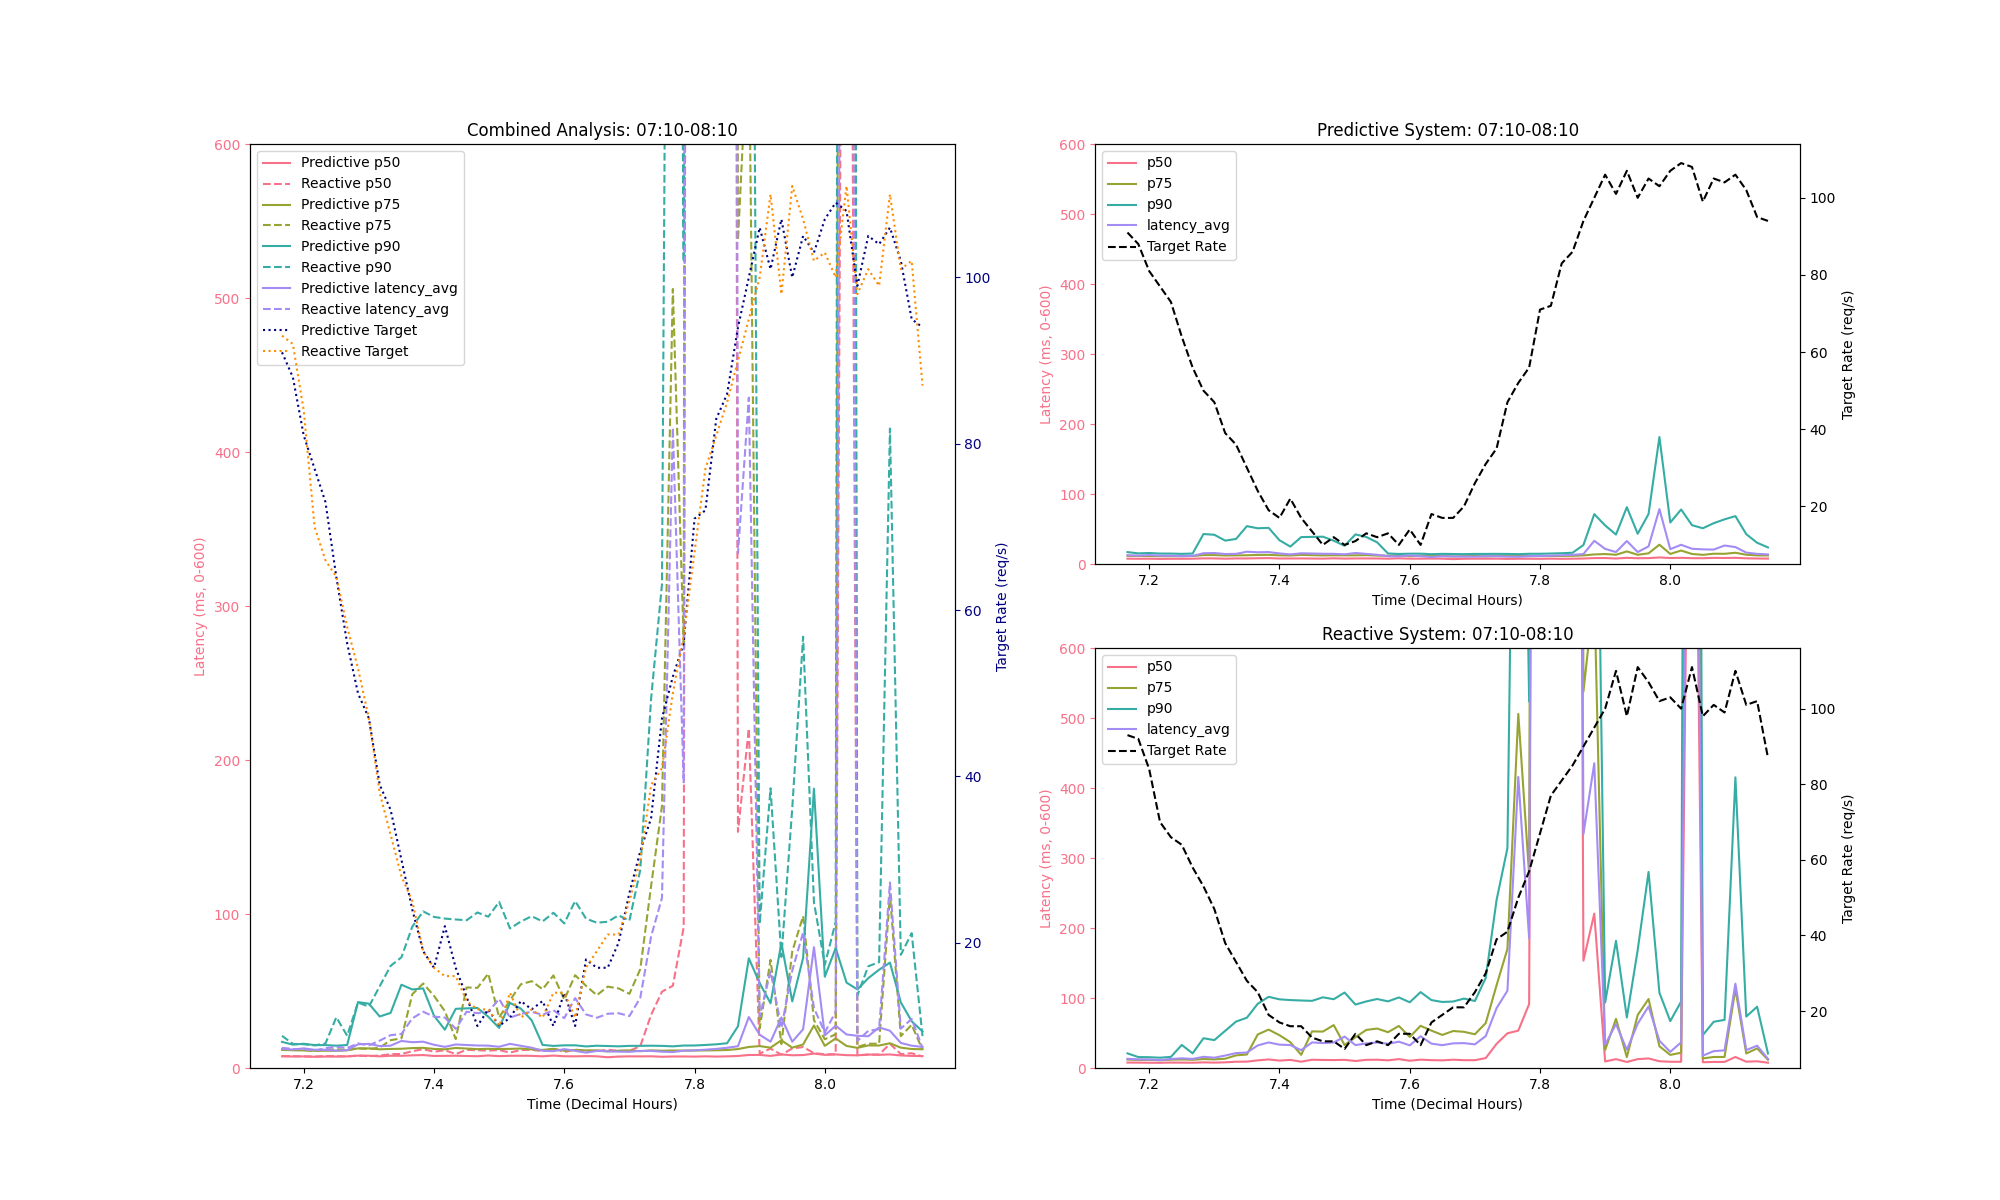 Combined Analysis: 07:10-08:10
Predictive p50
Reactive p50
Predictive p75
Reactive p75
Predictive p90
Reactive p90
Predictive latency_avg
Reactive latency_avg
Predictive Target
Reactive Target
600
500
400
300
200
100
0
Latency (ms, 0-600)
100
80
60
40
20
Target Rate (req/s)
7.2 7.4 7.6 7.8 8.0
Time (Decimal Hours)
Predictive System: 07:10-08:10
p50
p75
p90
latency_avg
Target Rate
600
500
400
300
200
100
0
Latency (ms, 0-600)
100
80
60
40
20
Target Rate (req/s)
7.2 7.4 7.6 7.8 8.0
Time (Decimal Hours)
Reactive System: 07:10-08:10
p50
p75
p90
latency_avg
Target Rate
600
500
400
300
200
100
0
Latency (ms, 0-600)
100
80
60
40
20
Target Rate (req/s)
7.2 7.4 7.6 7.8 8.0
Time (Decimal Hours)